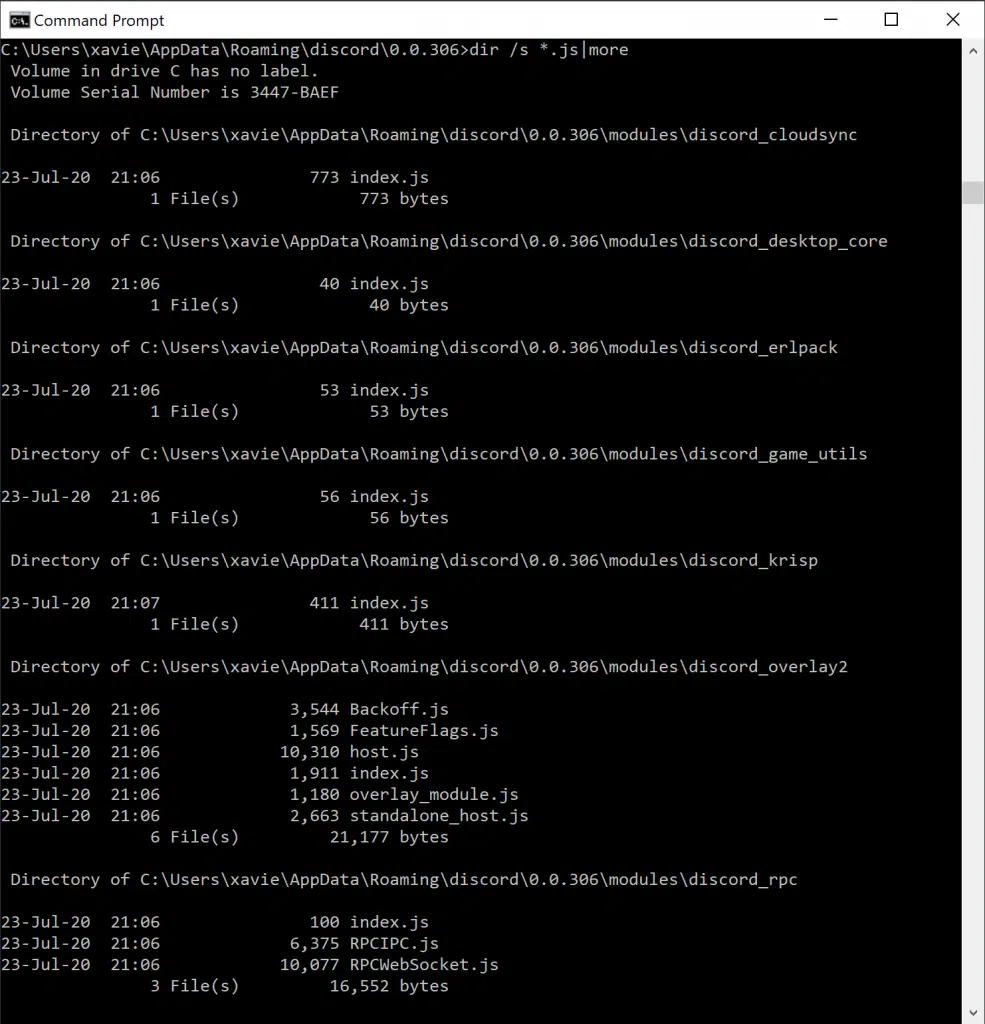 Command Prompt
C:\Users\xavie\AppData\Roaming\discord\0.0.306>dir /s *.js|more
 Volume in drive C has no label.
 Volume Serial Number is 3447-BAEF

 Directory of C:\Users\xavie\AppData\Roaming\discord\0.0.306\modules\discord_cloudsync

23-Jul-20  21:06               773 index.js
               1 File(s)            773 bytes

 Directory of C:\Users\xavie\AppData\Roaming\discord\0.0.306\modules\discord_desktop_core

23-Jul-20  21:06                40 index.js
               1 File(s)             40 bytes

 Directory of C:\Users\xavie\AppData\Roaming\discord\0.0.306\modules\discord_erlpack

23-Jul-20  21:06                53 index.js
               1 File(s)             53 bytes

 Directory of C:\Users\xavie\AppData\Roaming\discord\0.0.306\modules\discord_game_utils

23-Jul-20  21:06                56 index.js
               1 File(s)             56 bytes

 Directory of C:\Users\xavie\AppData\Roaming\discord\0.0.306\modules\discord_krisp

23-Jul-20  21:07               411 index.js
               1 File(s)            411 bytes

 Directory of C:\Users\xavie\AppData\Roaming\discord\0.0.306\modules\discord_overlay2

23-Jul-20  21:06             3,544 Backoff.js
23-Jul-20  21:06             1,569 FeatureFlags.js
23-Jul-20  21:06            10,310 host.js
23-Jul-20  21:06             1,911 index.js
23-Jul-20  21:06             1,180 overlay_module.js
23-Jul-20  21:06             2,663 standalone_host.js
               6 File(s)         21,177 bytes

 Directory of C:\Users\xavie\AppData\Roaming\discord\0.0.306\modules\discord_rpc

23-Jul-20  21:06               100 index.js
23-Jul-20  21:06             6,375 RPCIPC.js
23-Jul-20  21:06            10,077 RPCWebSocket.js
               3 File(s)         16,552 bytes